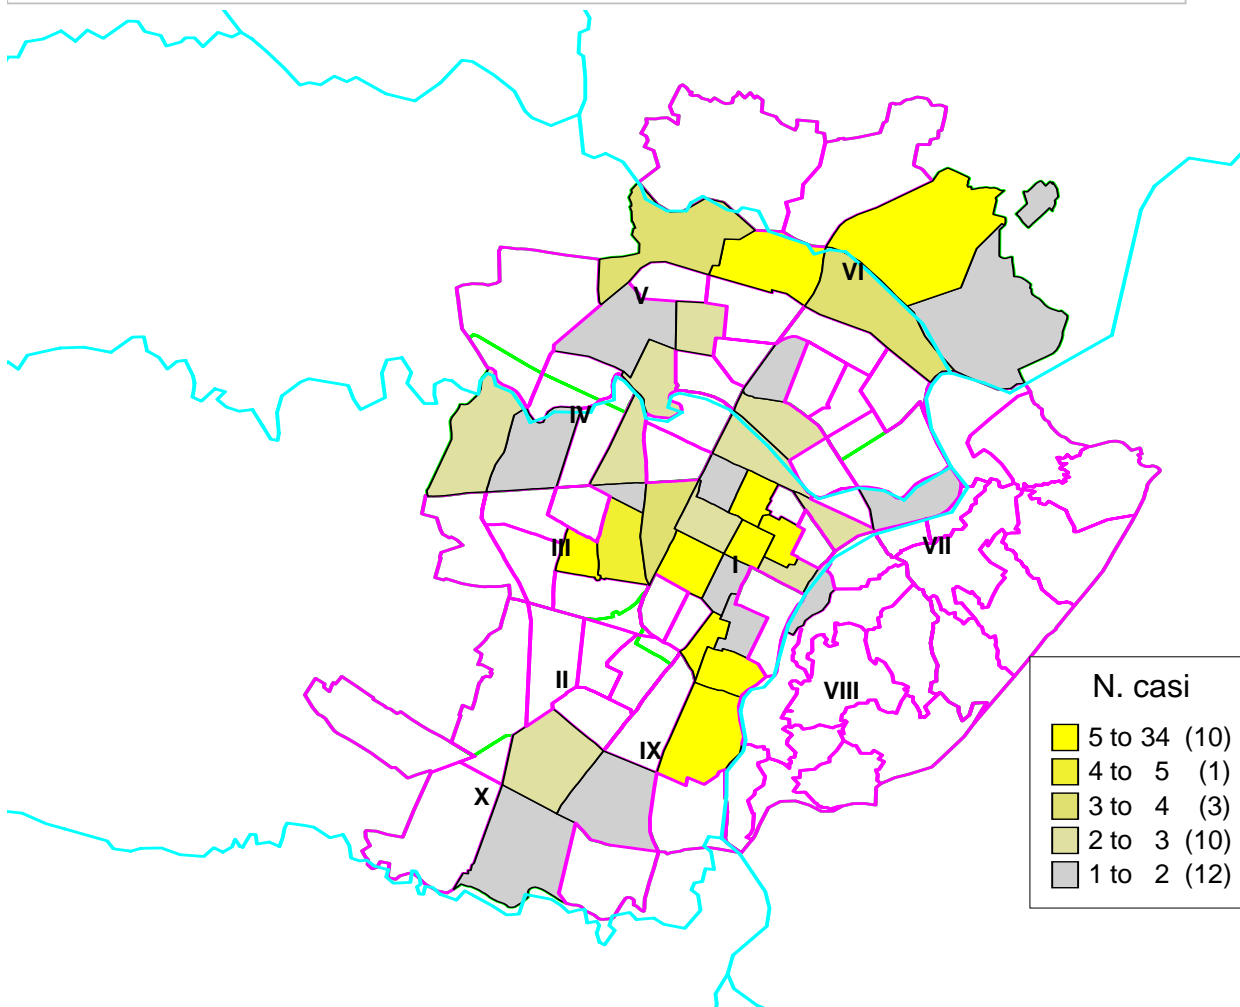 VI
V
IV
III
I
VII
II
VIII
IX
X
N. casi
5 to 34 (10)
4 to 5 (1)
3 to 4 (3)
2 to 3 (10)
1 to 2 (12)